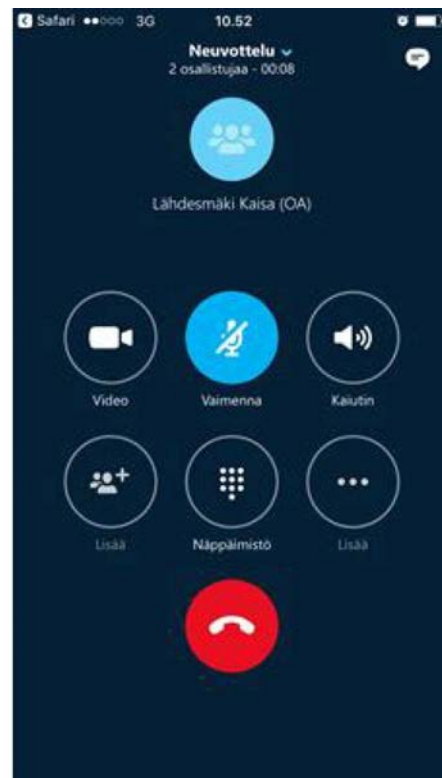 Safari 3G 10.52
Neuvottelu
2 osallistujaa - 00:08
Lähdesmäki Kaisa (OA)
Video Vaimenna Kaiutin
Lisää Näppäimistö Lisää